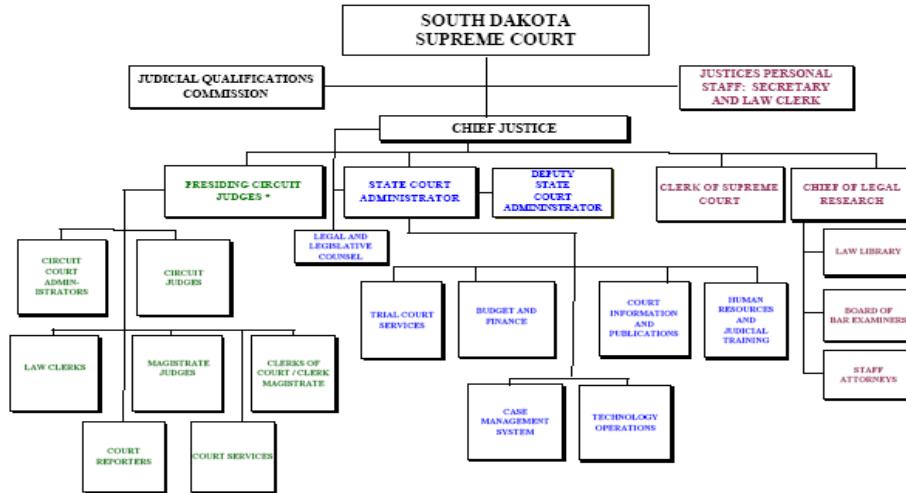 SOUTH DAKOTA
SUPREME COURT
JUDICIAL QUALIFICATIONS
COMMISSION
JUSTICES PERSONAL
STAFF: SECRETARY
AND LAW CLERK
CHIEF JUSTICE
PRESIDING CIRCUIT
JUDGES *
STATE COURT
ADMINISTRATOR
DEPUTY
STATE
COURT
ADMININSTRATOR
CLERK OF SUPREME
COURT
CHIEF OF LEGAL
RESEARCH
LEGAL AND
LEGISLATIVE
COUNSEL
CIRCUIT
COURT
ADMIN-
ISTRATORS
CIRCUIT
JUDGES
LAW LIBRARY
TRIAL COURT
SERVICES
BUDGET AND
FINANCE
COURT
INFORMATION
AND
PUBLICATIONS
HUMAN
RESOURCES
AND
JUDICIAL
TRAINING
BOARD OF
BAR EXAMINERS
LAW CLERKS
MAGISTRATE
JUDGES
CLERKS OF
COURT / CLERK
MAGISTRATE
STAFF
ATTORNEYS
CASE
MANAGEMENT
SYSTEM
TECHNOLOGY
OPERATIONS
COURT
REPORTERS
COURT SERVICES